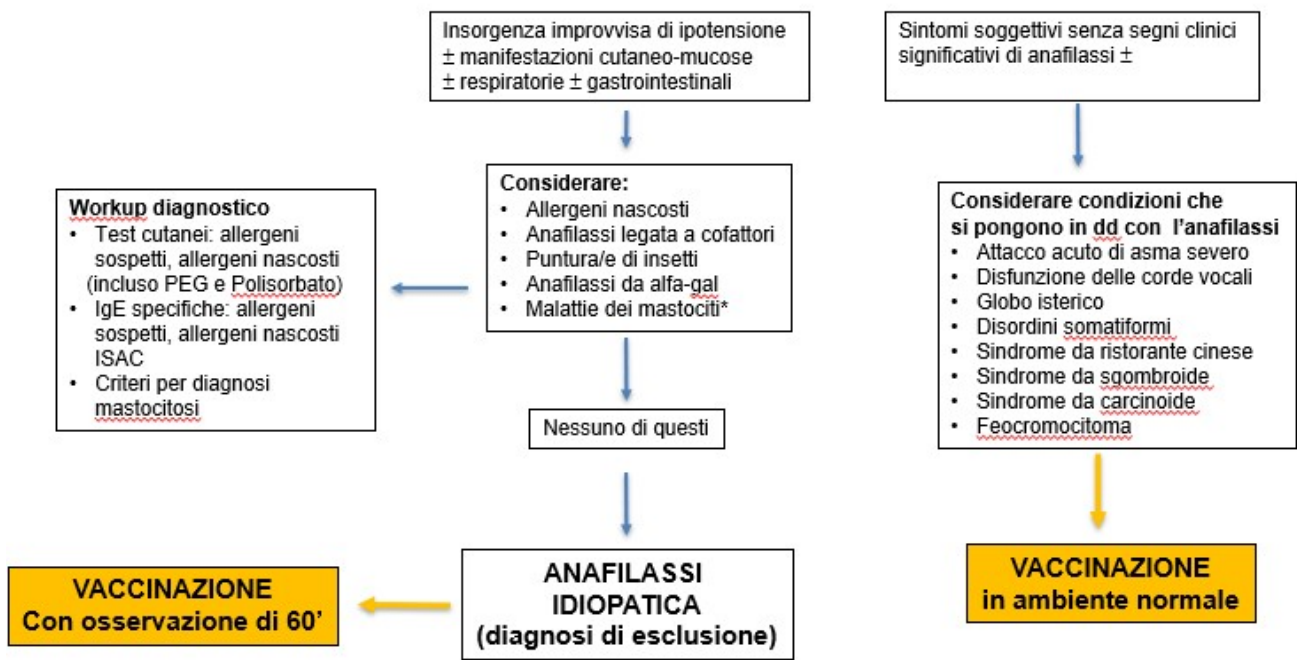 Insorgenza improvvisa di ipotensione
± manifestazioni cutaneo-mucose
± respiratorie ± gastrointestinali
Sintomi soggettivi senza segni clinici
significativi di anafilassi ±
Workup diagnostico
• Test cutanei: allergeni
sospetti, allergeni nascosti
(incluso PEG e Polisorbato)
• IgE specifiche: allergeni
sospetti, allergeni nascosti
ISAC
• Criteri per diagnosi
mastocitosi
Considerare:
• Allergeni nascosti
• Anafilassi legata a cofattori
• Puntura/e di insetti
• Anafilassi da alfa-gal
• Malattie dei mastociti*
Considerare condizioni che
si pongono in dd con l'anafilassi
• Attacco acuto di asma severo
• Disfunzione delle corde vocali
• Globo isterico
• Disordini somatiformi
• Sindrome da ristorante cinese
• Sindrome da sgombroide
• Sindrome da carcinoide
• Feocromocitoma
Nessuno di questi
VACCINAZIONE
Con osservazione di 60'
ANAFILASSI
IDIOPATICA
(diagnosi di esclusione)
VACCINAZIONE
in ambiente normale